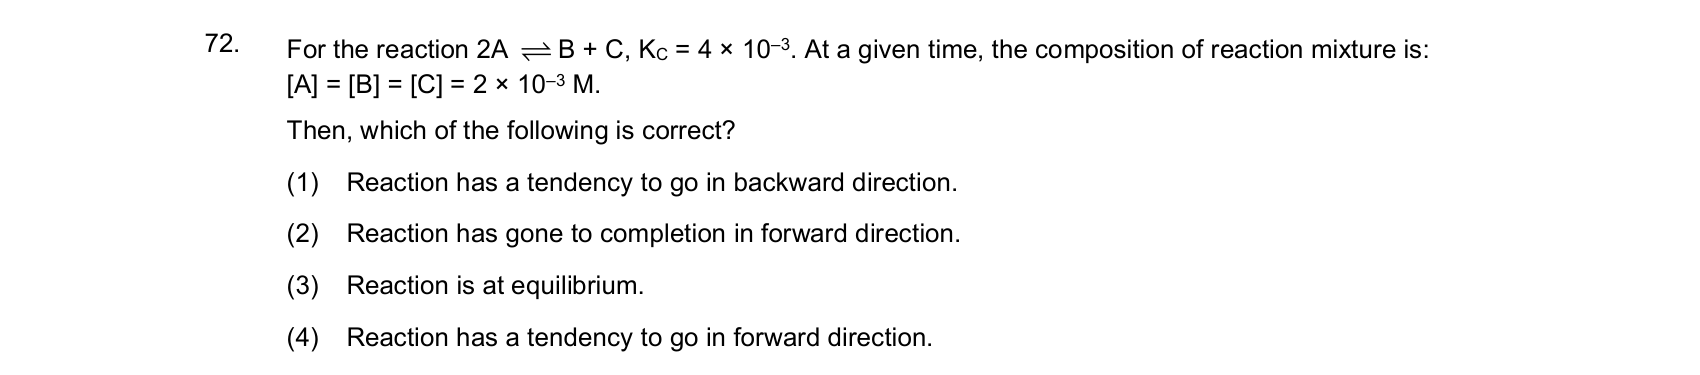 72. For the reaction 2A ⇌ B + C, K_C = 4 × 10⁻³. At a given time, the composition of reaction mixture is:
[A] = [B] = [C] = 2 × 10⁻³ M.
Then, which of the following is correct?
(1) Reaction has a tendency to go in backward direction.
(2) Reaction has gone to completion in forward direction.
(3) Reaction is at equilibrium.
(4) Reaction has a tendency to go in forward direction.